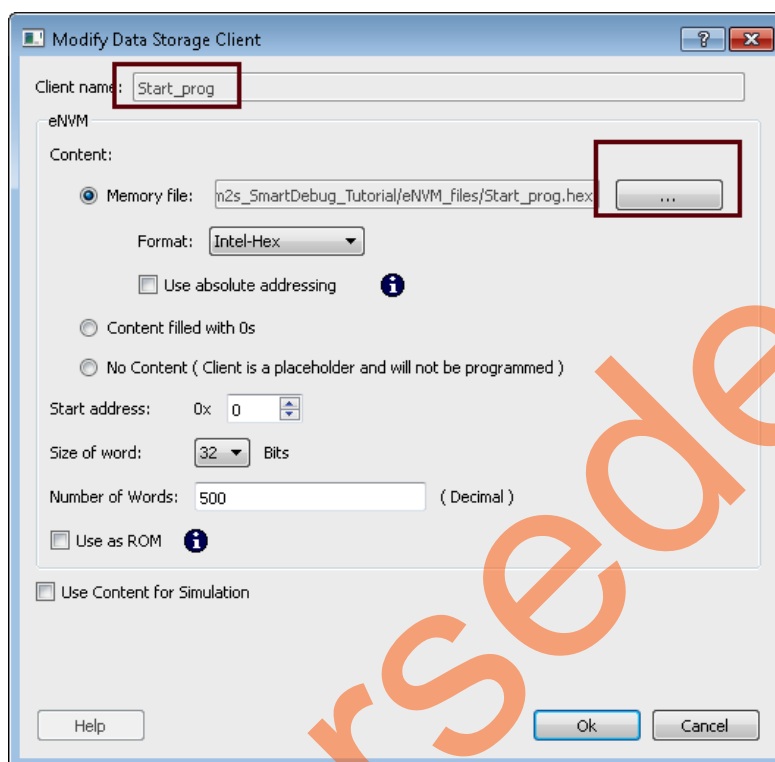 Modify Data Storage Client
Client name: Start_prog
eNVM
Content:
Memory file: m2s_SmartDebug_Tutorial/eNVM_files/Start_prog.hex ...
Format: Intel-Hex
Use absolute addressing
Content filled with 0s
No Content ( Client is a placeholder and will not be programmed )
Start address: 0x 0
Size of word: 32 Bits
Number of Words: 500 ( Decimal )
Use as ROM
Use Content for Simulation
Help Ok Cancel
rsede